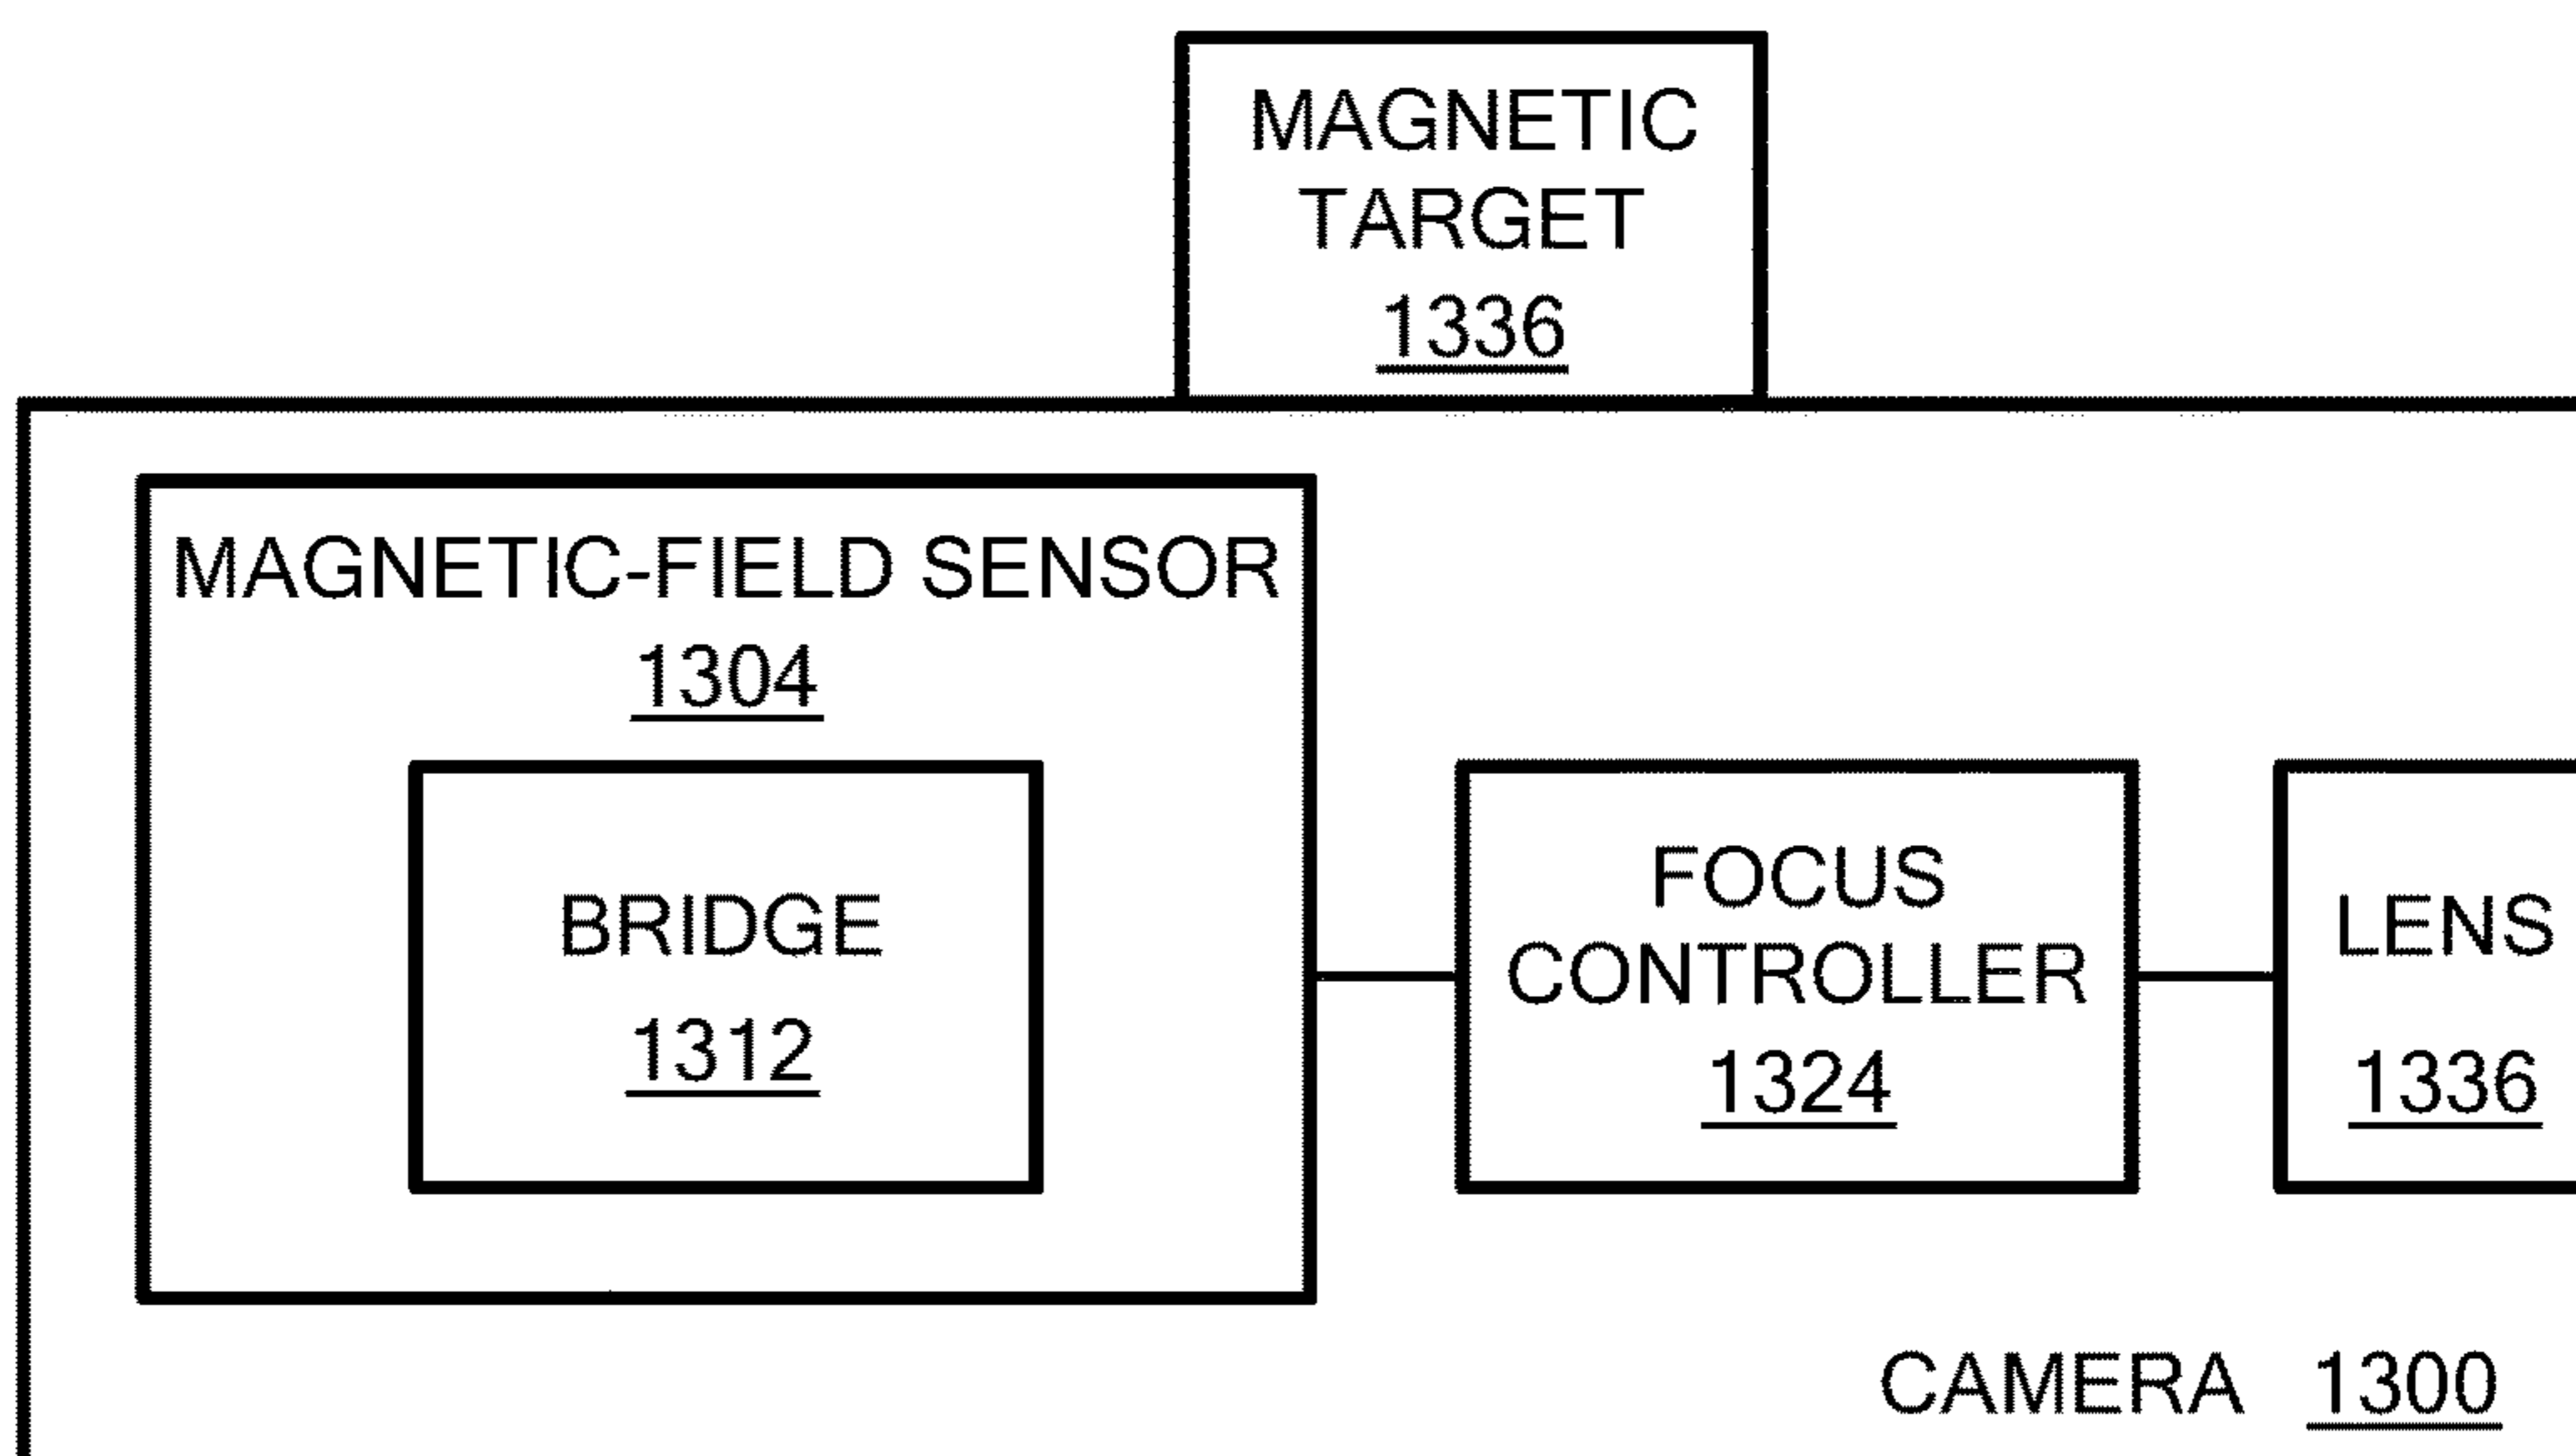 MAGNETIC
TARGET
1336
MAGNETIC-FIELD SENSOR
1304
BRIDGE
1312
FOCUS
CONTROLLER
1324
LENS
1336
CAMERA 1300